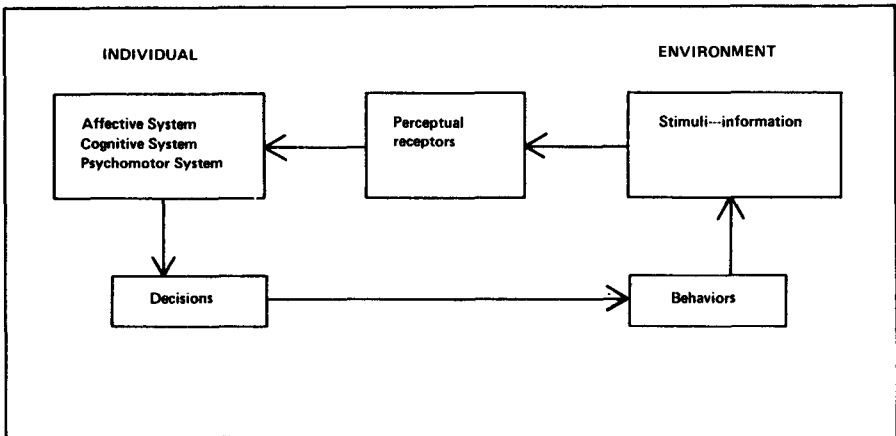 INDIVIDUAL
ENVIRONMENT
Affective System
Cognitive System
Psychomotor System
Perceptual
receptors
Stimuli---information
Decisions
Behaviors